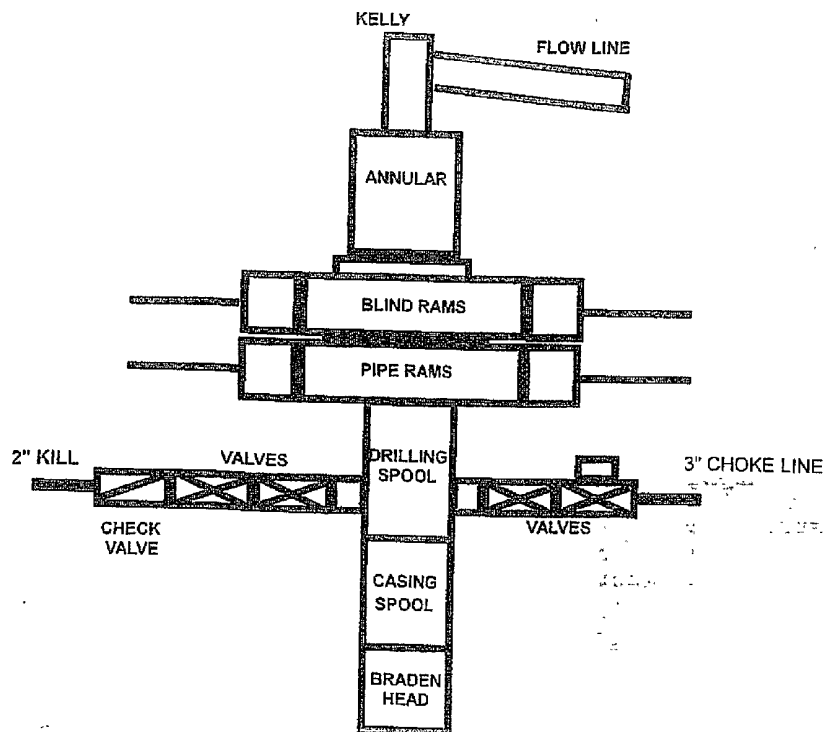 KELLY
FLOW LINE
ANNULAR
BLIND RAMS
PIPE RAMS
2" KILL
VALVES
DRILLING
SPOOL
3" CHOKE LINE
CHECK
VALVE
VALVES
CASING
SPOOL
BRADEN
HEAD